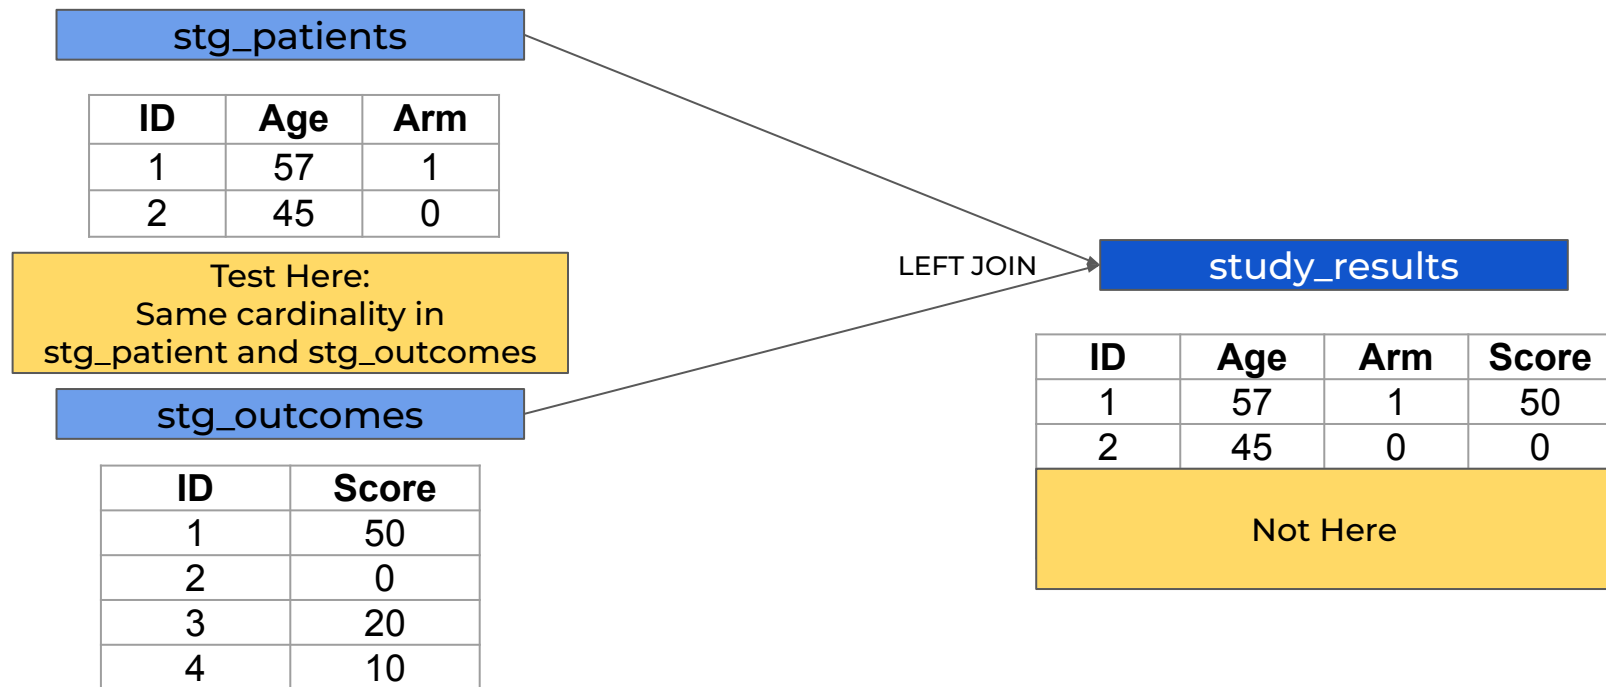 stg_patients
ID Age Arm
1 57 1
2 45 0
Test Here:
Same cardinality in
stg_patient and stg_outcomes
stg_outcomes
ID Score
1 50
2 0
3 20
4 10
LEFT JOIN
study_results
ID Age Arm Score
1 57 1 50
2 45 0 0
Not Here